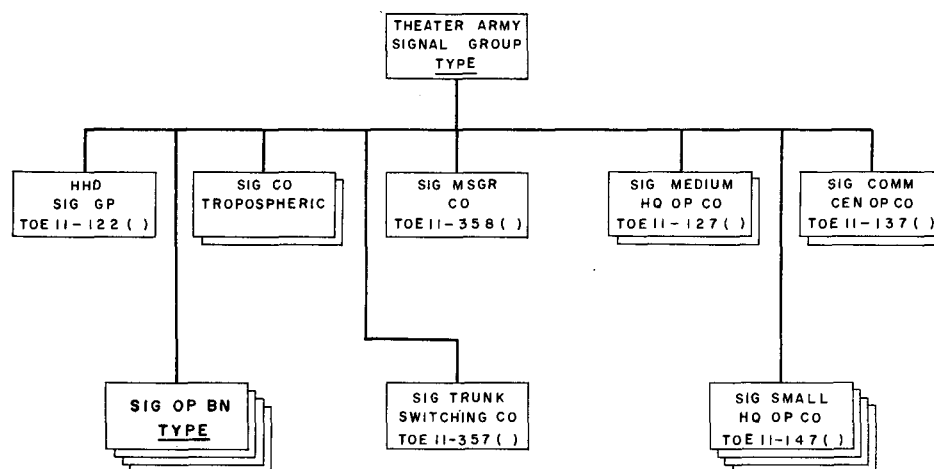 THEATER ARMY
SIGNAL GROUP
TYPE
HHD
SIG GP
TOE 11-122 ( )
SIG CO
TROPOSPHERIC
SIG MSGR
CO
TOE 11-358 ( )
SIG MEDIUM
HQ OP CO
TOE 11-127 ( )
SIG COMM
CEN OP CO
TOE 11-137 ( )
SIG OP BN
TYPE
SIG TRUNK
SWITCHING CO
TOE 11-357 ( )
SIG SMALL
HQ OP CO
TOE 11-147 ( )